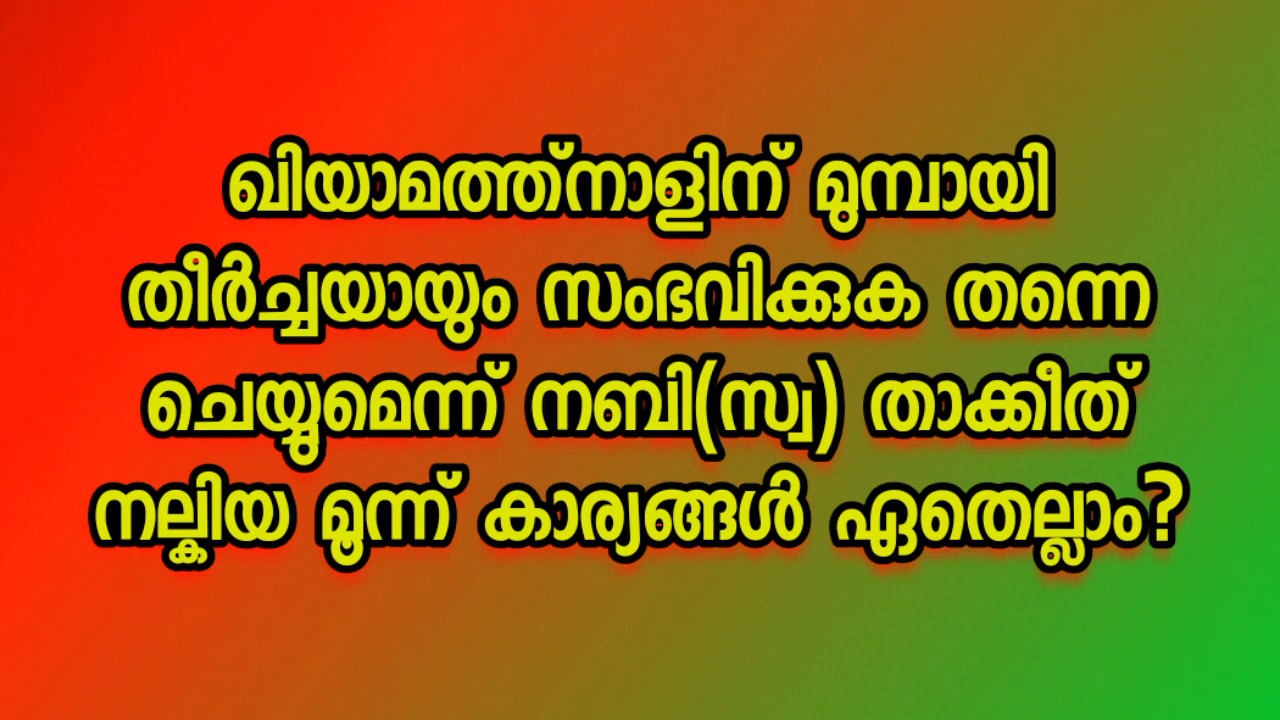 ഖിയാമത്ത്നാളിന് മുമ്പായി
തീർച്ചയായും സംഭവിക്കുക തന്നെ
ചെയ്യുമെന്ന് നബി(സ്വ) താക്കീത്
നല്കിയ മൂന്ന് കാര്യങ്ങൾ ഏതെല്ലാം?